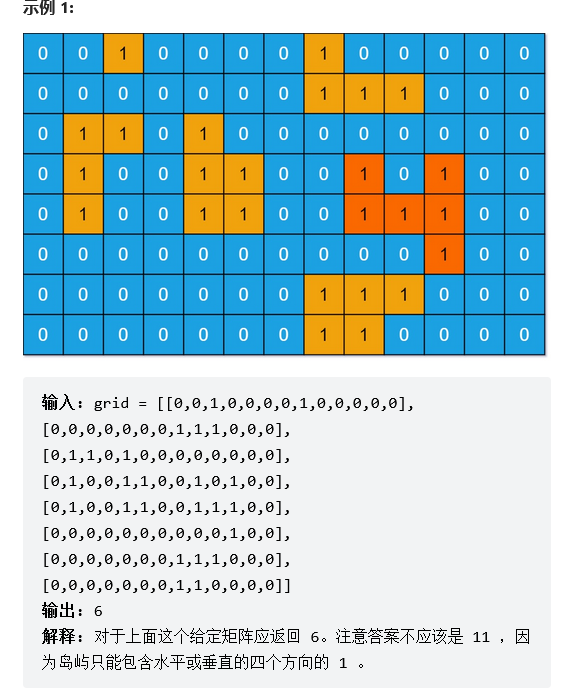 示例 1:
0 0 1 0 0 0 0 1 0 0 0 0 0
0 0 0 0 0 0 0 1 1 1 0 0 0
0 1 1 0 1 0 0 0 0 0 0 0 0
0 1 0 0 1 1 0 0 1 0 1 0 0
0 1 0 0 1 1 0 0 1 1 1 0 0
0 0 0 0 0 0 0 0 0 0 1 0 0
0 0 0 0 0 0 0 1 1 1 0 0 0
0 0 0 0 0 0 0 1 1 0 0 0 0
输入：grid = [[0,0,1,0,0,0,0,1,0,0,0,0,0],
[0,0,0,0,0,0,0,1,1,1,0,0,0],
[0,1,1,0,1,0,0,0,0,0,0,0,0],
[0,1,0,0,1,1,0,0,1,0,1,0,0],
[0,1,0,0,1,1,0,0,1,1,1,0,0],
[0,0,0,0,0,0,0,0,0,0,1,0,0],
[0,0,0,0,0,0,0,1,1,1,0,0,0],
[0,0,0,0,0,0,0,1,1,0,0,0,0]]
输出：6
解释：对于上面这个给定矩阵应返回 6。注意答案不应该是 11 ，因
为岛屿只能包含水平或垂直的四个方向的 1 。